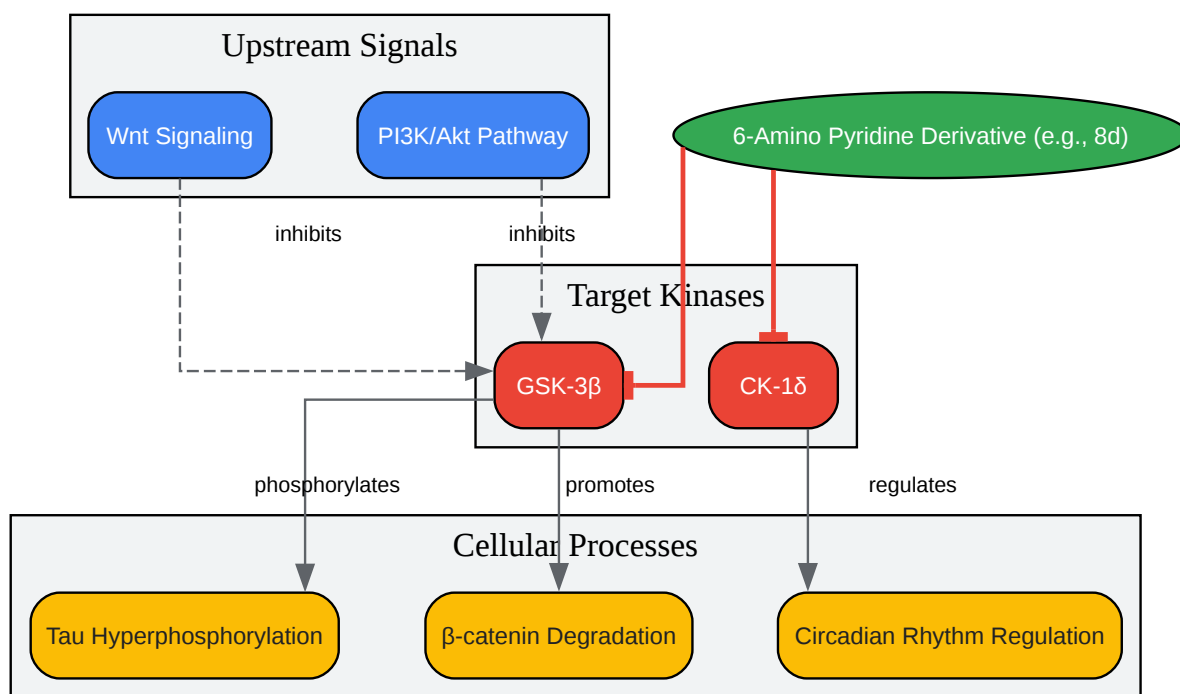 Upstream Signals
Wnt Signaling
PI3K/Akt Pathway
6-Amino Pyridine Derivative (e.g., 8d)
inhibits
inhibits
Target Kinases
GSK-3β
CK-1δ
phosphorylates
promotes
regulates
Cellular Processes
Tau Hyperphosphorylation
β-catenin Degradation
Circadian Rhythm Regulation